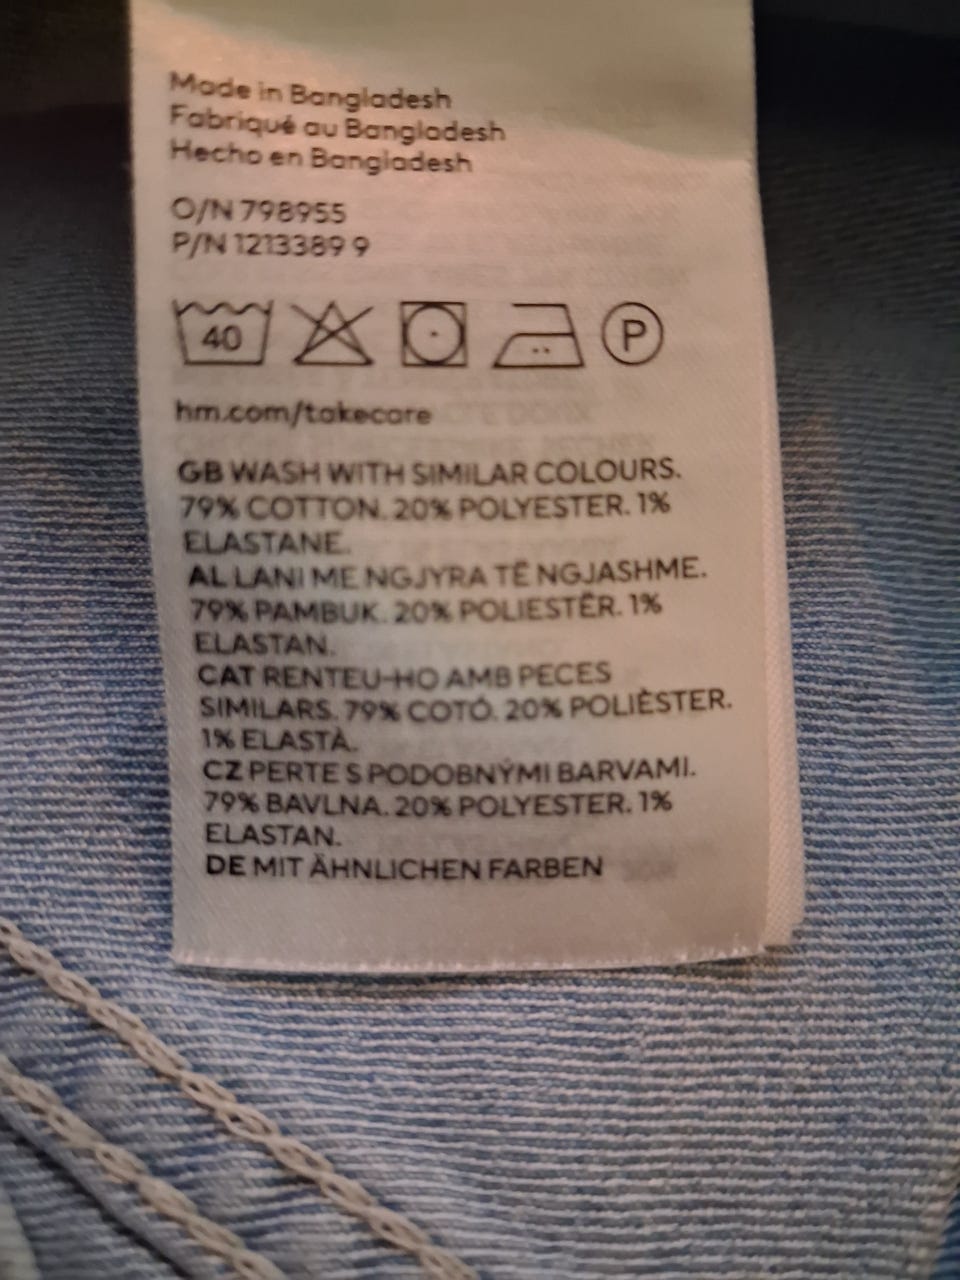 Made in Bangladesh
Fabriqué au Bangladesh
Hecho en Bangladesh
O/N 798955
P/N 1213389 9
40 P
hm.com/takecare
GB WASH WITH SIMILAR COLOURS.
79% COTTON. 20% POLYESTER. 1%
ELASTANE.
AL LANI ME NGJYRA TË NGJASHME.
79% PAMBUK. 20% POLIESTËR. 1%
ELASTAN.
CAT RENTEU-HO AMB PECES
SIMILARS. 79% COTÓ. 20% POLIÈSTER.
1% ELASTÀ.
CZ PERTE S PODOBNÝMI BARVAMI.
79% BAVLNA. 20% POLYESTER. 1%
ELASTAN.
DE MIT ÄHNLICHEN FARBEN